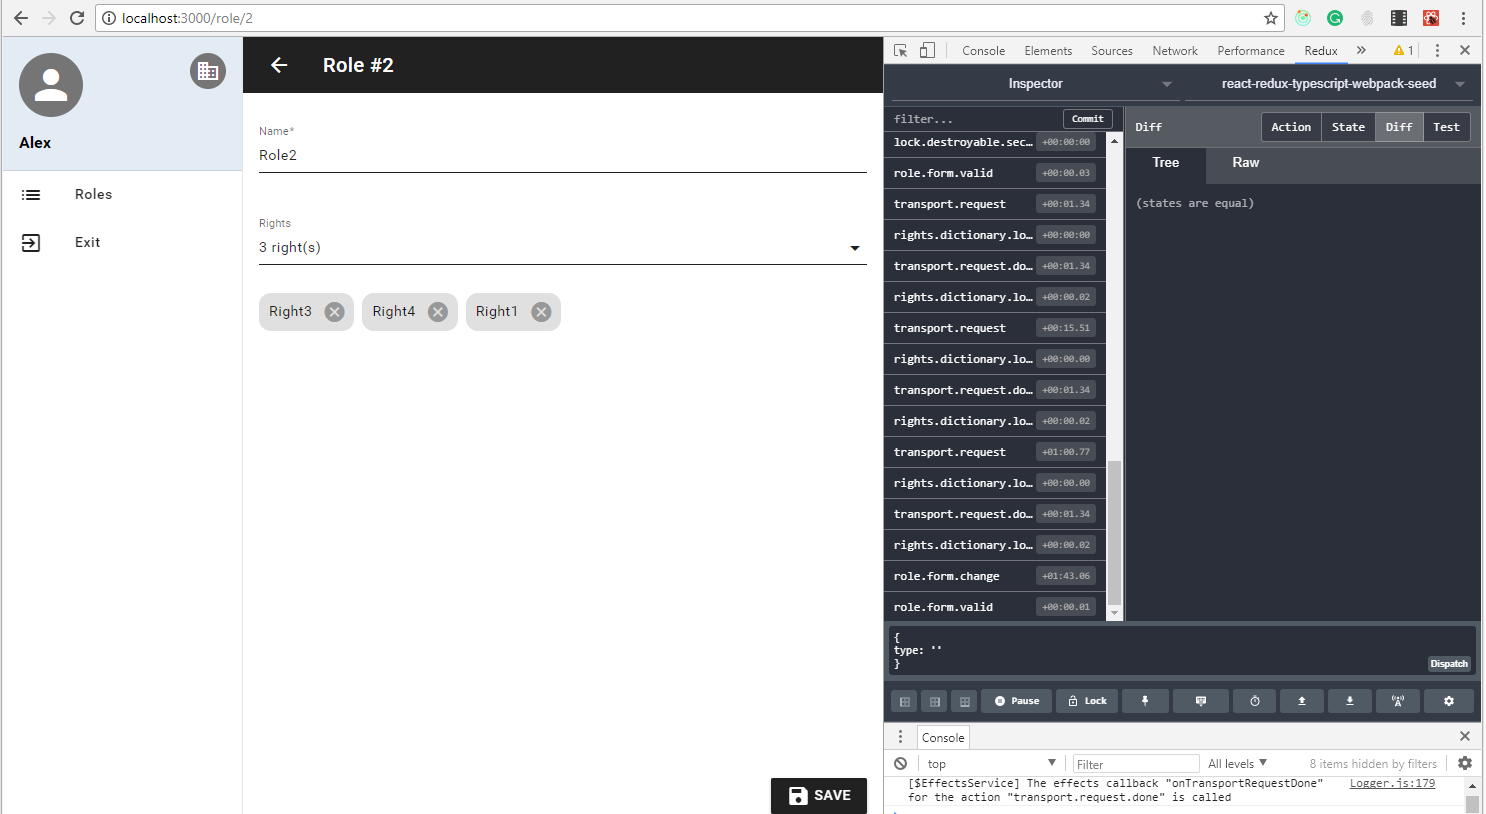 localhost:3000/role/2
Alex
Roles
Exit
Role #2
Name*
Role2
Rights
3 right(s)
Right3
Right4
Right1
SAVE
Console Elements Sources Network Performance Redux » 1
Inspector
react-redux-typescript-webpack-seed
filter... Commit
lock.destroyable.sec... +00:00:00
role.form.valid +00:00.03
transport.request +00:01.34
rights.dictionary.lo... +00:00:00
transport.request.do... +00:01.34
rights.dictionary.lo... +00:00.02
transport.request +00:15.51
rights.dictionary.lo... +00:00.00
transport.request.do... +00:01.34
rights.dictionary.lo... +00:00.02
transport.request +01:00.77
rights.dictionary.lo... +00:00.00
transport.request.do... +00:01.34
rights.dictionary.lo... +00:00.02
role.form.change +01:43.06
role.form.valid +00:00.01
Diff Action State Diff Test
Tree Raw
(states are equal)
{
type: ''
}
Dispatch
Pause Lock
Console
top Filter All levels 8 items hidden by filters
[$EffectsService] The effects callback "onTransportRequestDone" Logger.js:179
for the action "transport.request.done" is called